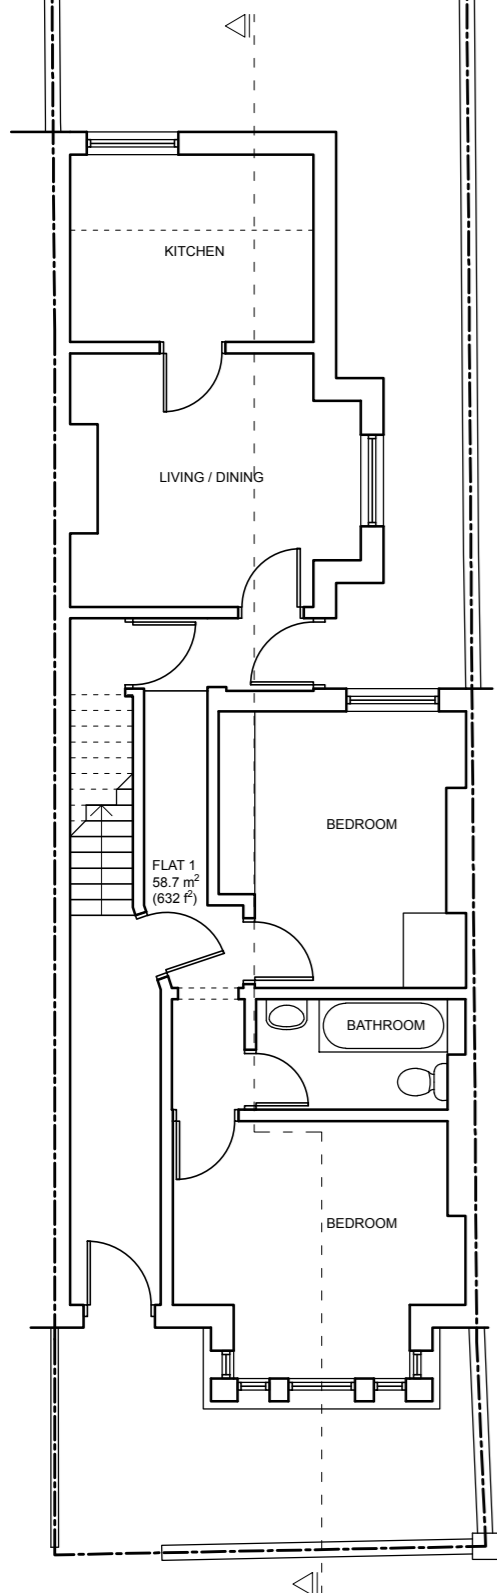 KITCHEN
LIVING / DINING
BEDROOM
FLAT 1
58.7 m²
(632 f²)
BATHROOM
BEDROOM